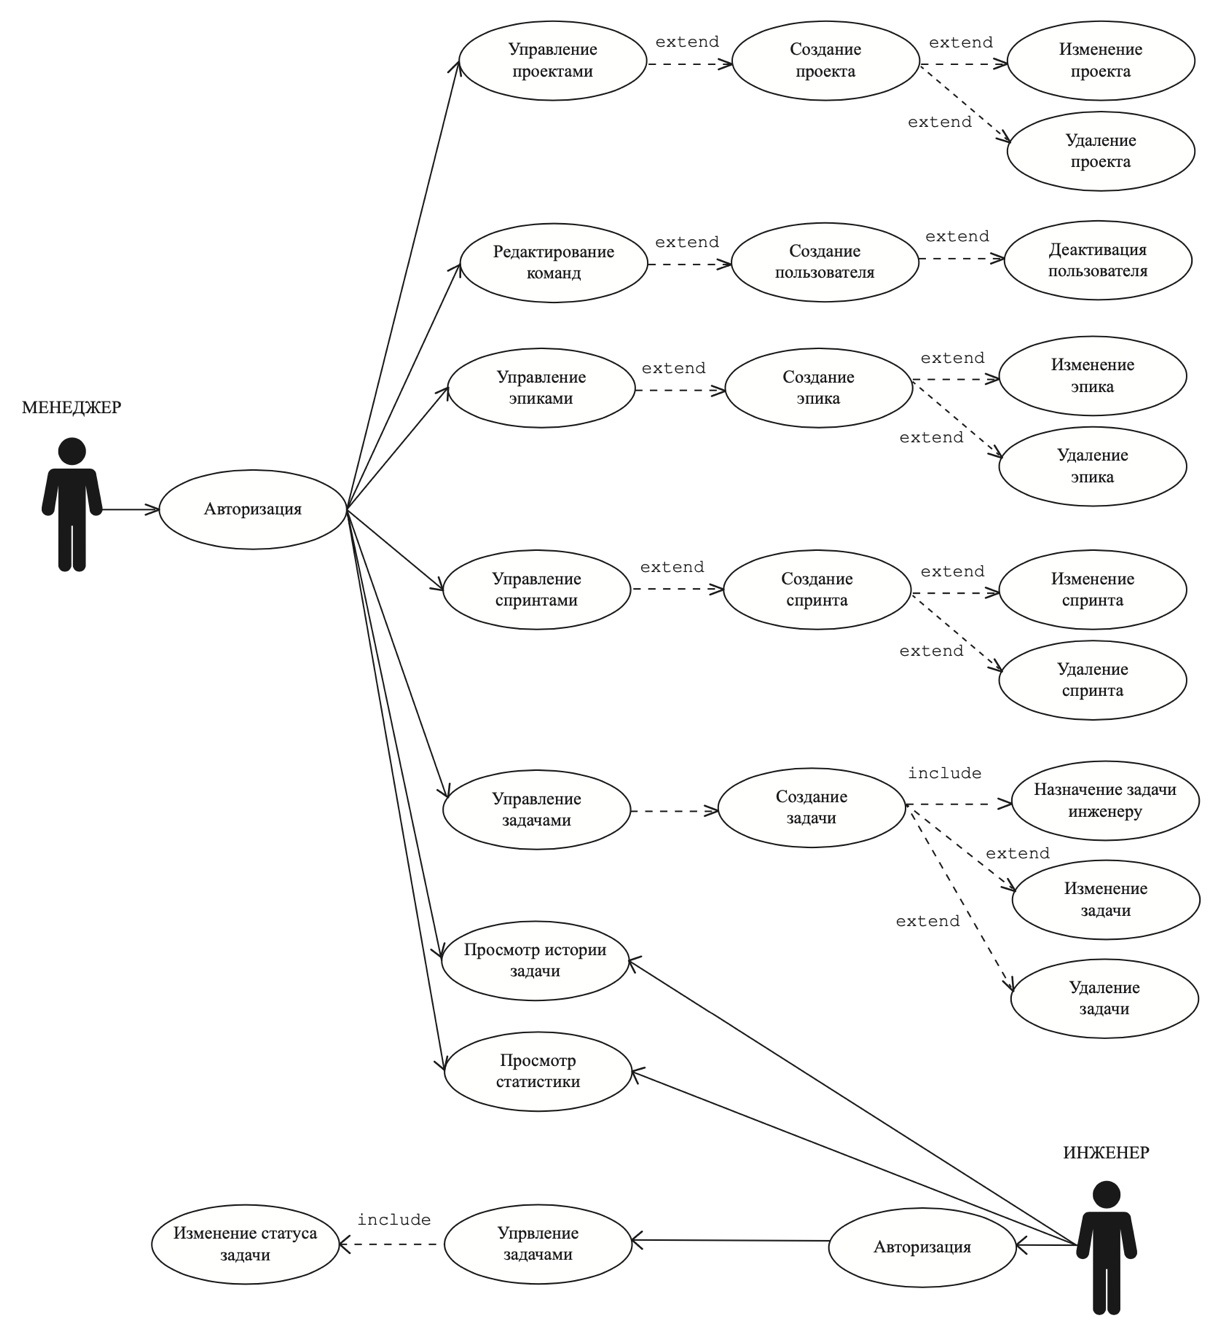 Управление
проектами
extend
Создание
проекта
extend
Изменение
проекта
extend
Удаление
проекта
Редактирование
команд
extend
Создание
пользователя
extend
Деактивация
пользователя
Управление
эпиками
extend
Создание
эпика
extend
Изменение
эпика
extend
Удаление
эпика
МЕНЕДЖЕР
Авторизация
Управление
спринтами
extend
Создание
спринта
extend
Изменение
спринта
extend
Удаление
спринта
Управление
задачами
Создание
задачи
include
Назначение задачи
инженеру
extend
Изменение
задачи
extend
Удаление
задачи
Просмотр истории
задачи
Просмотр
статистики
ИНЖЕНЕР
Изменение статуса
задачи
include
Упрвление
задачами
Авторизация